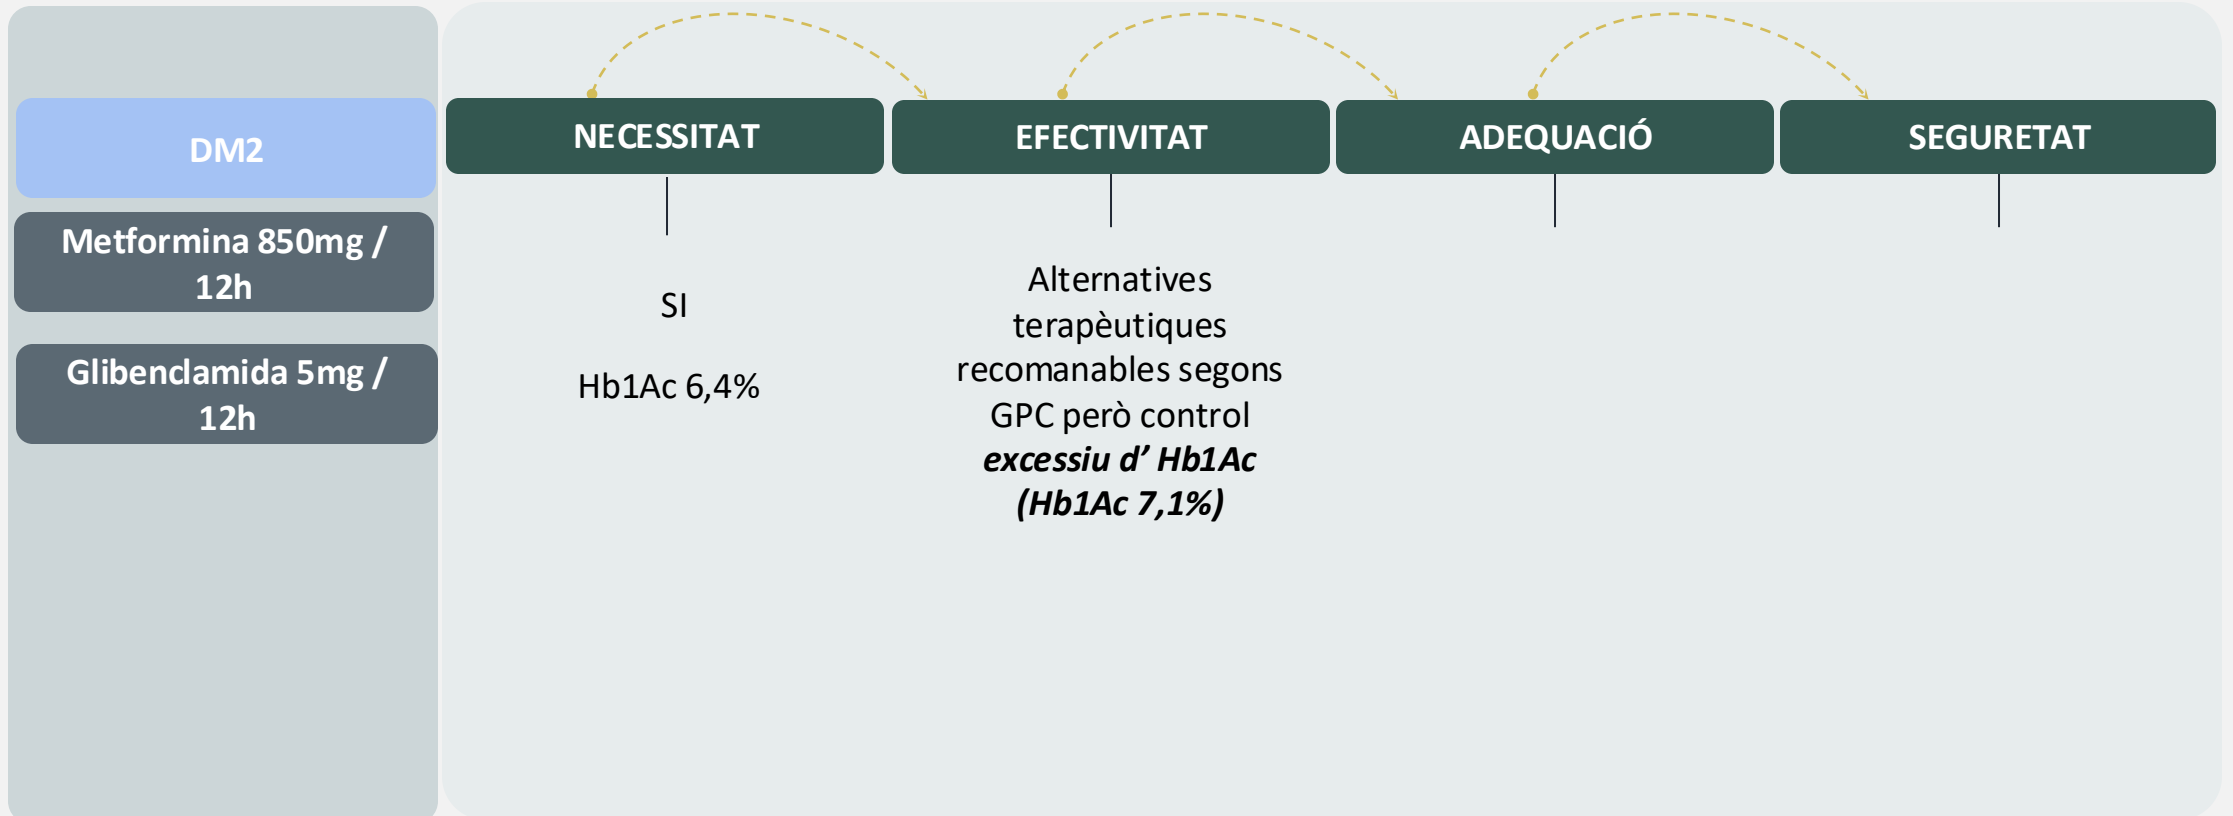 DM2
Metformina 850mg /
12h
Glibenclamida 5mg /
12h
NECESSITAT
SI
Hb1Ac 6,4%
EFECTIVITAT
Alternatives
terapèutiques
recomanables segons
GPC però control
excessiu d’ Hb1Ac
(Hb1Ac 7,1%)
ADEQUACIÓ
SEGURETAT